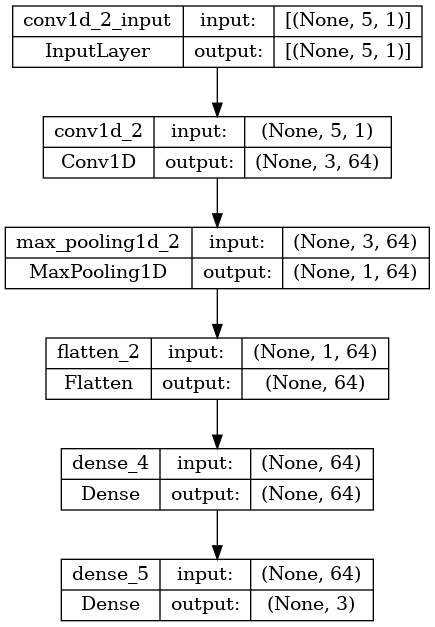 conv1d_2_input input: [(None, 5, 1)]
InputLayer output: [(None, 5, 1)]
conv1d_2 input: (None, 5, 1)
Conv1D output: (None, 3, 64)
max_pooling1d_2 input: (None, 3, 64)
MaxPooling1D output: (None, 1, 64)
flatten_2 input: (None, 1, 64)
Flatten output: (None, 64)
dense_4 input: (None, 64)
Dense output: (None, 64)
dense_5 input: (None, 64)
Dense output: (None, 3)